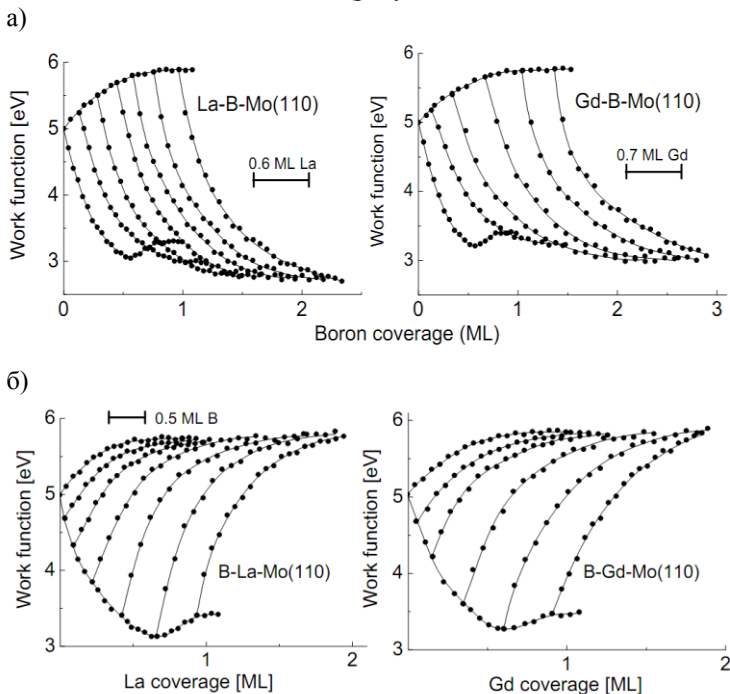 а)
Work function [eV]
6
5
4
3
La-B-Mo(110)
0.6 ML La
0
1
2
Work function [eV]
6
5
4
3
Gd-B-Mo(110)
0.7 ML Gd
0
1
2
3
Boron coverage (ML)
б)
Work function [eV]
6
5
4
3
0.5 ML B
B-La-Mo(110)
1
2
La coverage [ML]
Work function [eV]
6
5
4
3
B-Gd-Mo(110)
1
2
Gd coverage [ML]